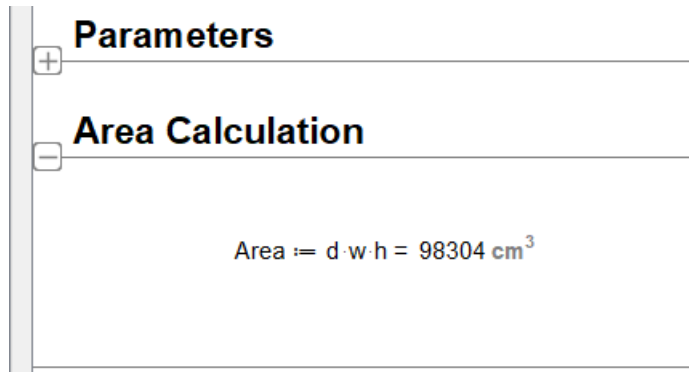 Parameters
Area Calculation
Area := d·w·h = 98304 cm³